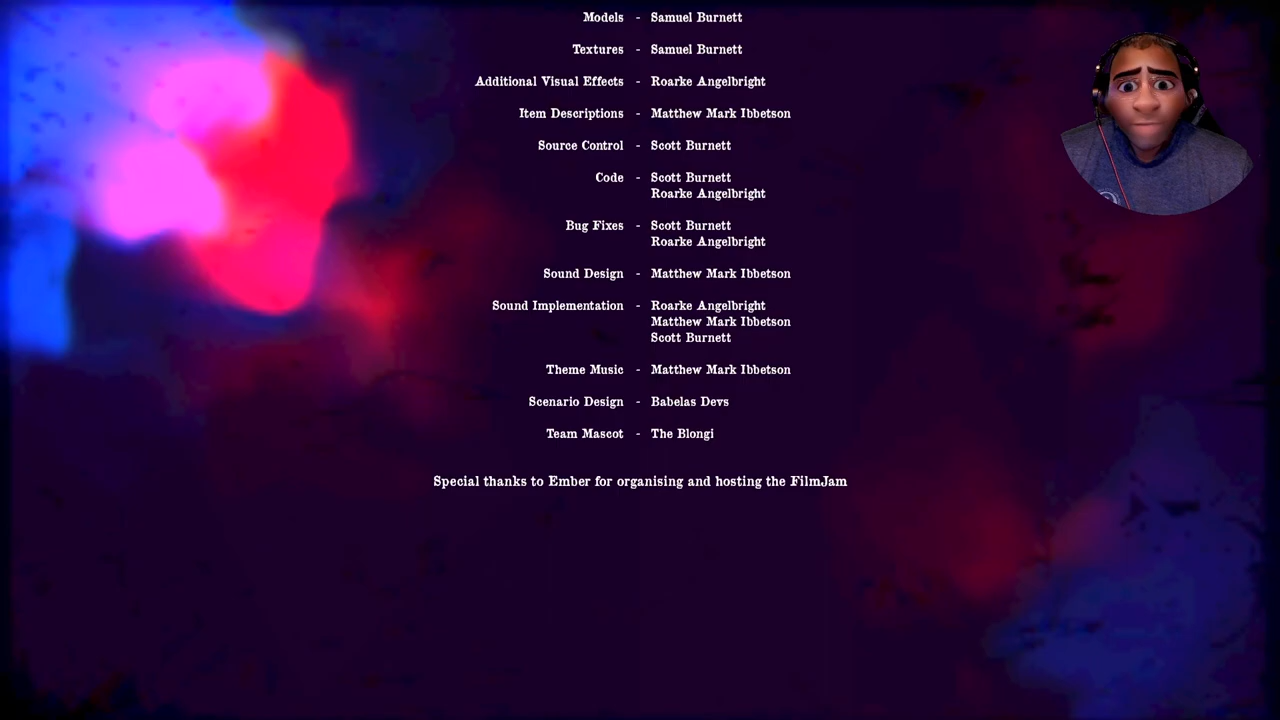 Models - Samuel Burnett
Textures - Samuel Burnett
Additional Visual Effects - Roarke Angelbright
Item Descriptions - Matthew Mark Ibbetson
Source Control - Scott Burnett
Code - Scott Burnett
Roarke Angelbright
Bug Fixes - Scott Burnett
Roarke Angelbright
Sound Design - Matthew Mark Ibbetson
Sound Implementation - Roarke Angelbright
Matthew Mark Ibbetson
Scott Burnett
Theme Music - Matthew Mark Ibbetson
Scenario Design - Babelas Devs
Team Mascot - The Blongi
Special thanks to Ember for organising and hosting the FilmJam